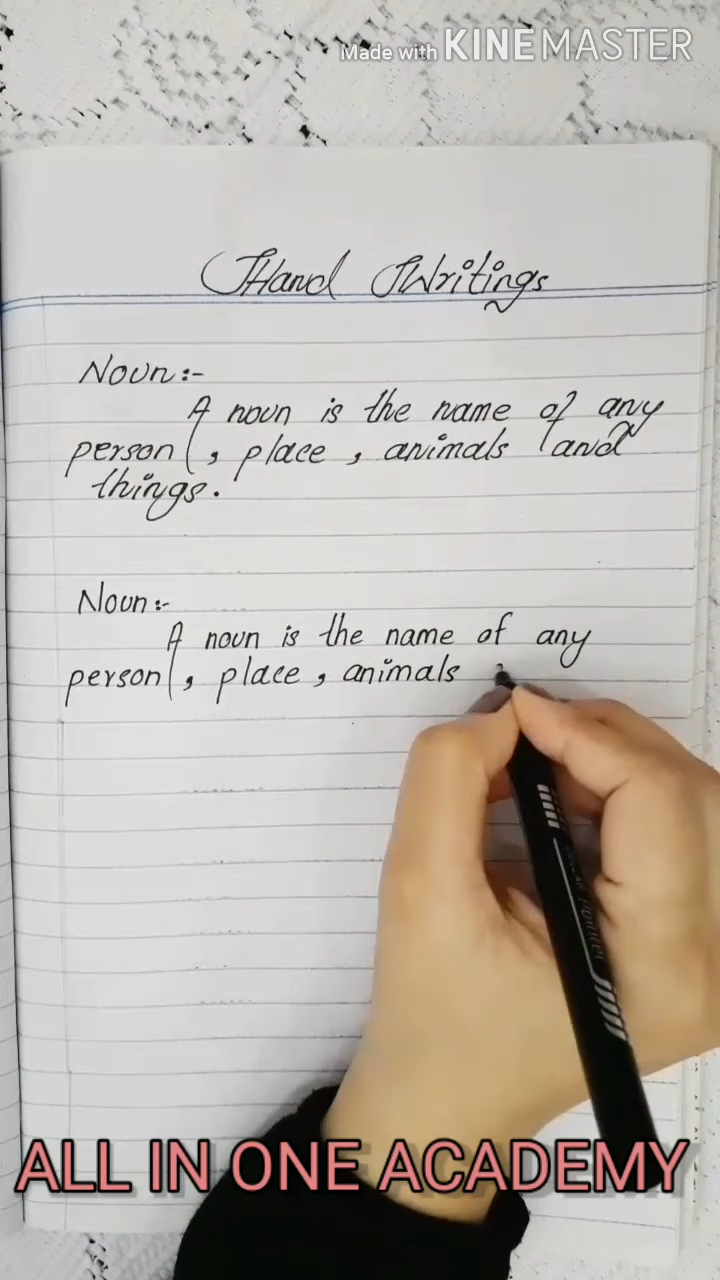 Made with KINEMASTER
Hand Writings
Noun:-
A noun is the name of any
person, place, animals and
things.
Noun:-
A noun is the name of any
person, place, animals
ALL IN ONE ACADEMY